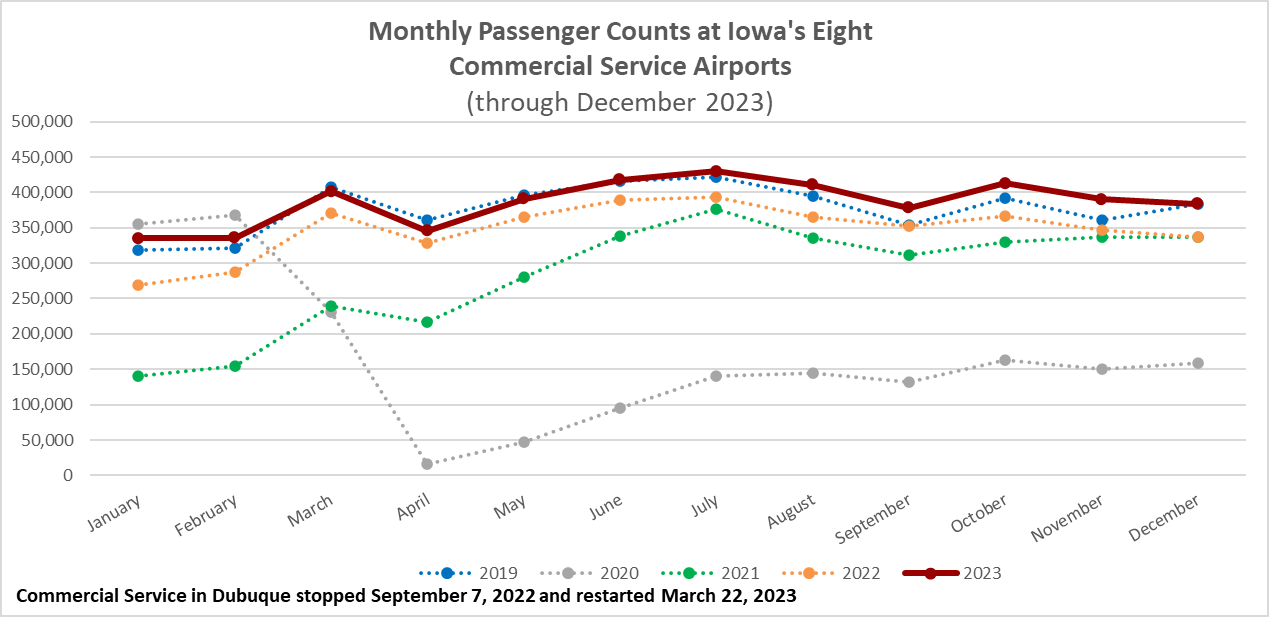 Monthly Passenger Counts at Iowa's Eight
Commercial Service Airports
(through December 2023)
500,000
450,000
400,000
350,000
300,000
250,000
200,000
150,000
100,000
50,000
0
January
February
March
April
May
June
July
August
September
October
November
December
2019
2020
2021
2022
2023
Commercial Service in Dubuque stopped September 7, 2022 and restarted March 22, 2023